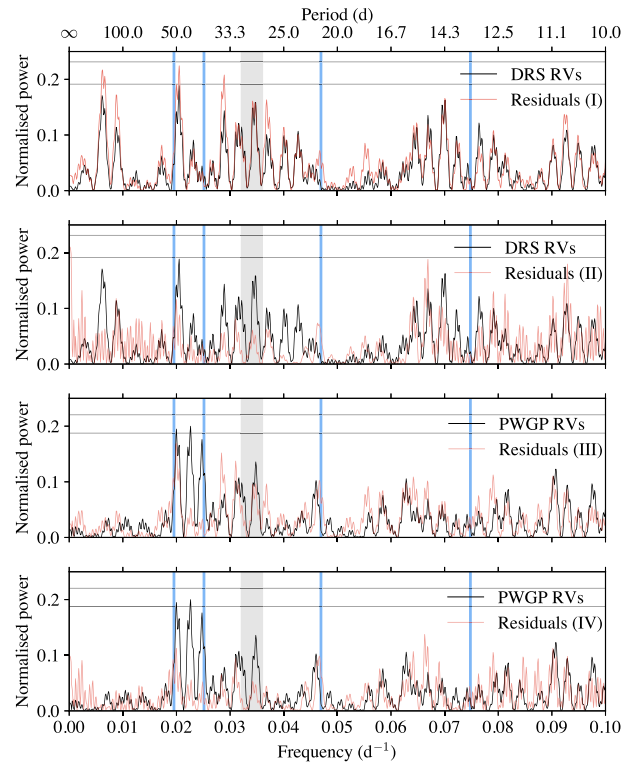 Period (d)
∞ 100.0 50.0 33.3 25.0 20.0 16.7 14.3 12.5 11.1 10.0
Normalised power
0.2
0.1
0.0
DRS RVs
Residuals (I)
Normalised power
0.2
0.1
0.0
DRS RVs
Residuals (II)
Normalised power
0.2
0.1
0.0
PWGP RVs
Residuals (III)
Normalised power
0.2
0.1
0.0
PWGP RVs
Residuals (IV)
0.00 0.01 0.02 0.03 0.04 0.05 0.06 0.07 0.08 0.09 0.10
Frequency (d⁻¹)